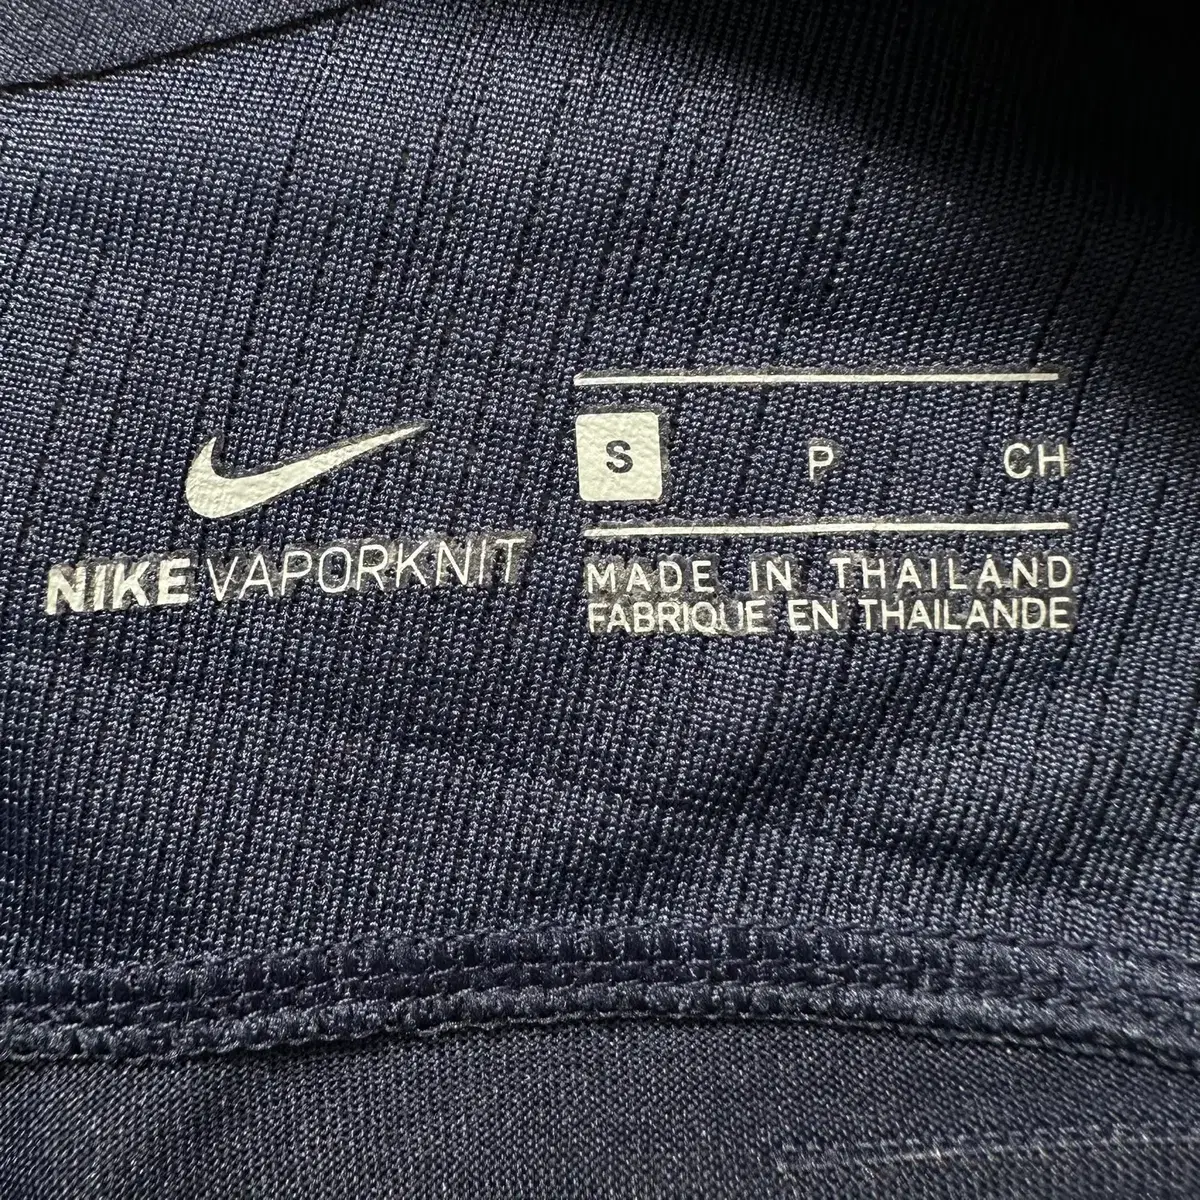 S P CH
NIKE VAPORKNIT
MADE IN THAILAND
FABRIQUE EN THAILANDE